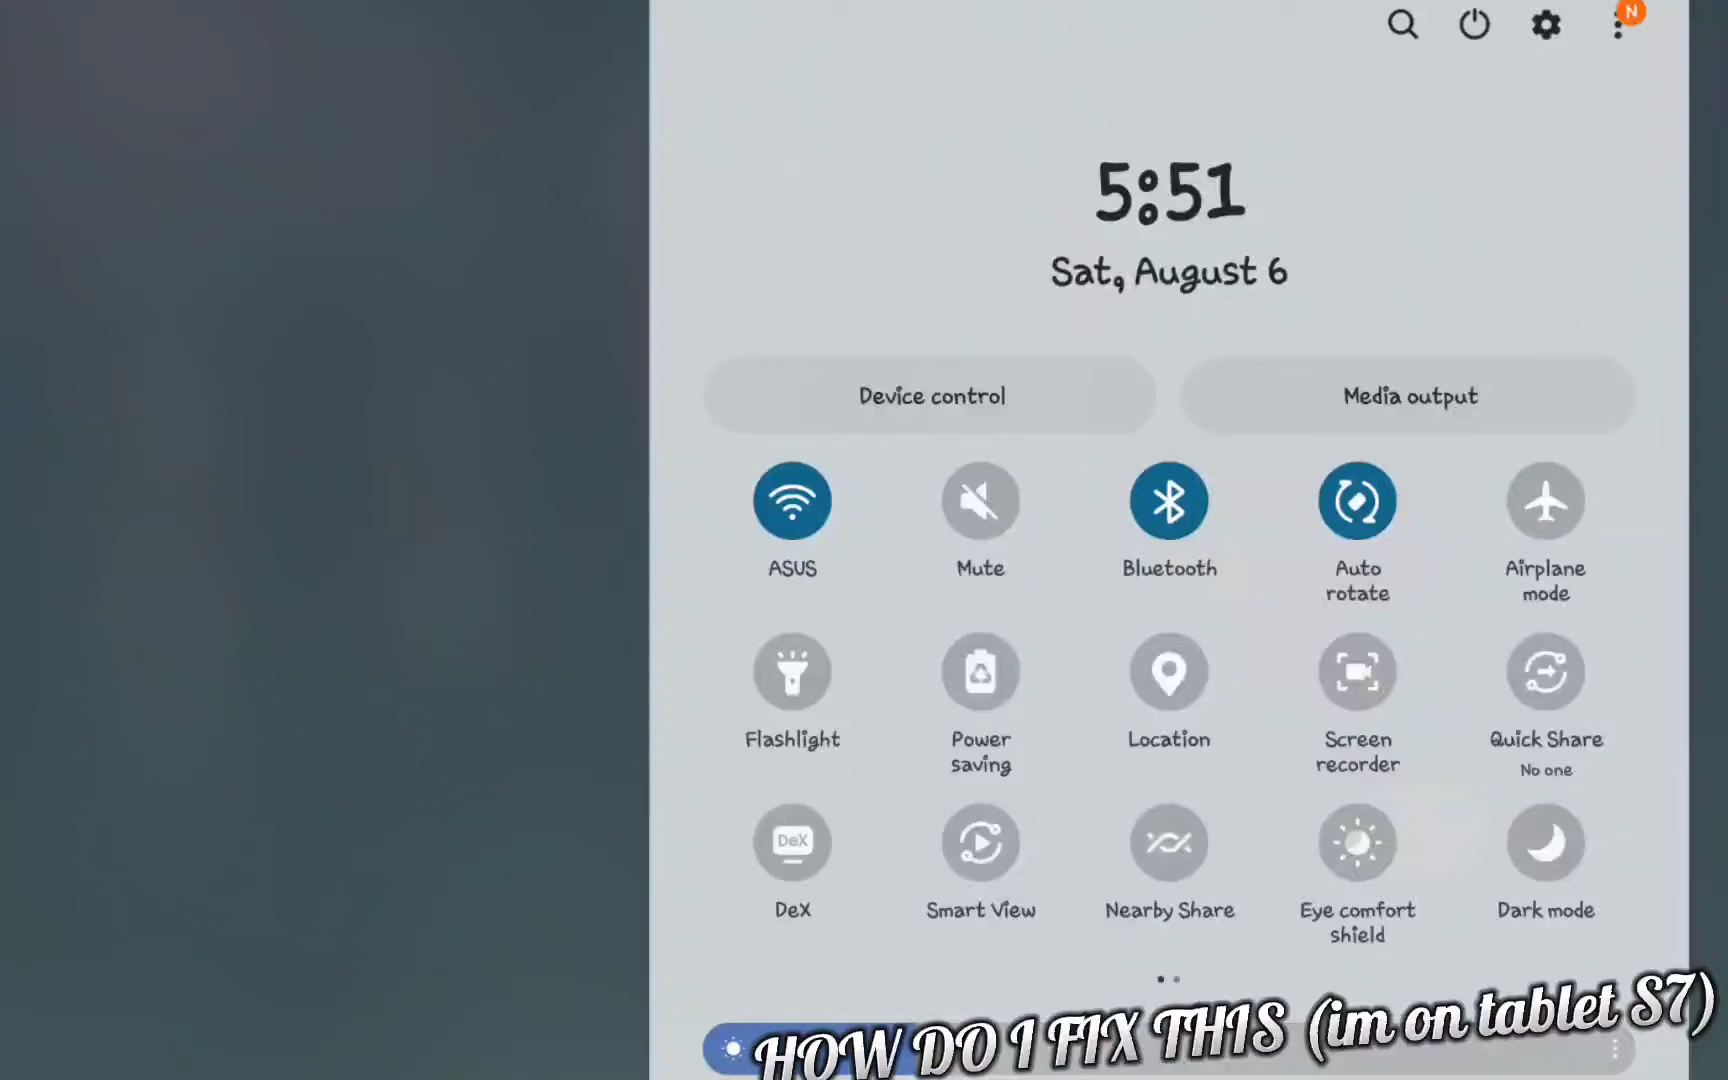 N
5:51
Sat, August 6
Device control
Media output
ASUS
Mute
Bluetooth
Auto
rotate
Airplane
mode
Flashlight
Power
saving
Location
Screen
recorder
Quick Share
No one
DeX
DeX
Smart View
Nearby Share
Eye comfort
shield
Dark mode
HOW DO I FIX THIS (im on tablet S7)